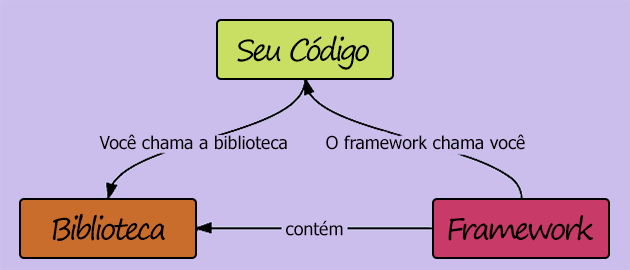 Seu Código
Você chama a biblioteca
O framework chama você
Biblioteca
contém
Framework